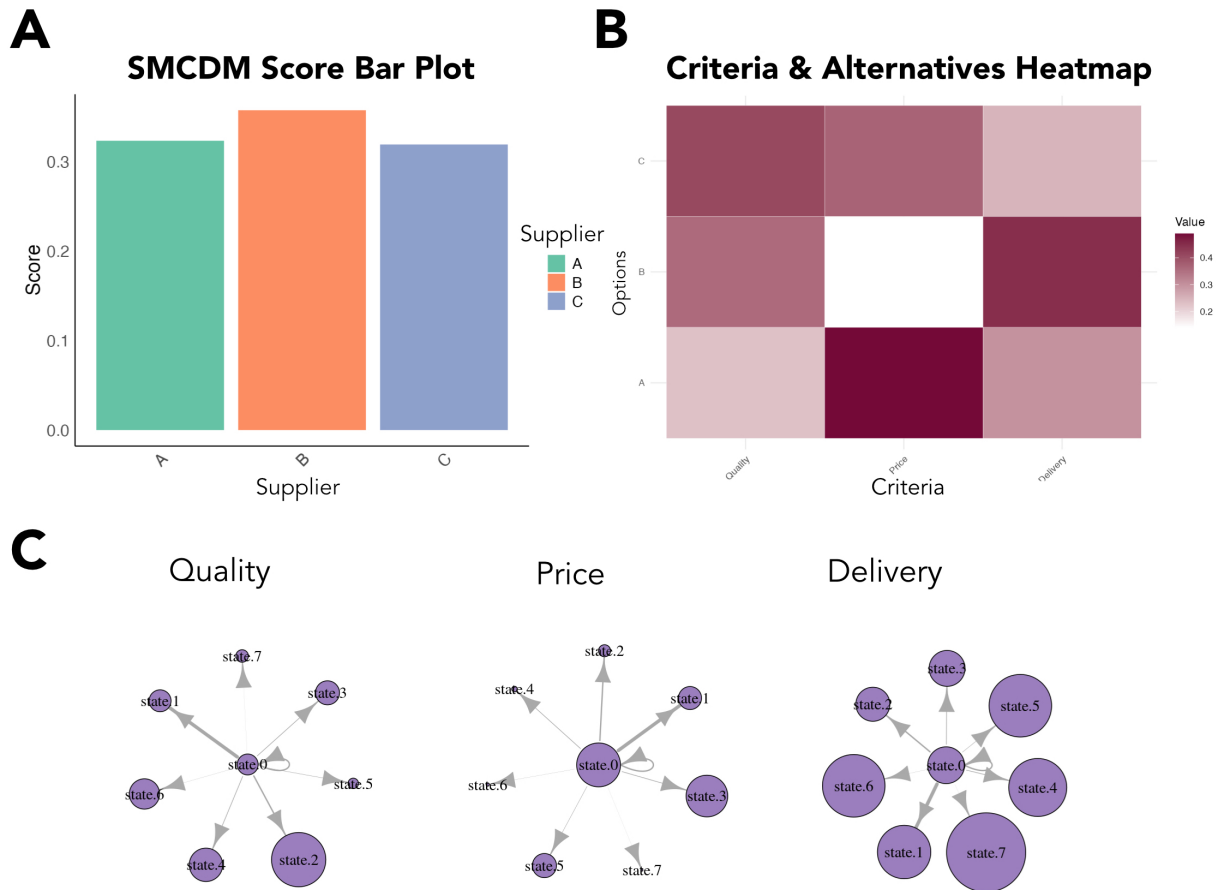 A
SMCDM Score Bar Plot
0.3
0.2
0.1
0.0
Score
A
B
C
Supplier
Supplier
A
B
C
B
Criteria & Alternatives Heatmap
C
B
A
Options
Quality
Price
Delivery
Criteria
Value
0.4
0.3
0.2
C
Quality
state.7
state.1
state.3
state.0
state.5
state.6
state.4
state.2
Price
state.2
state.4
state.1
state.0
state.6
state.3
state.5
state.7
Delivery
state.3
state.2
state.5
state.0
state.6
state.4
state.1
state.7